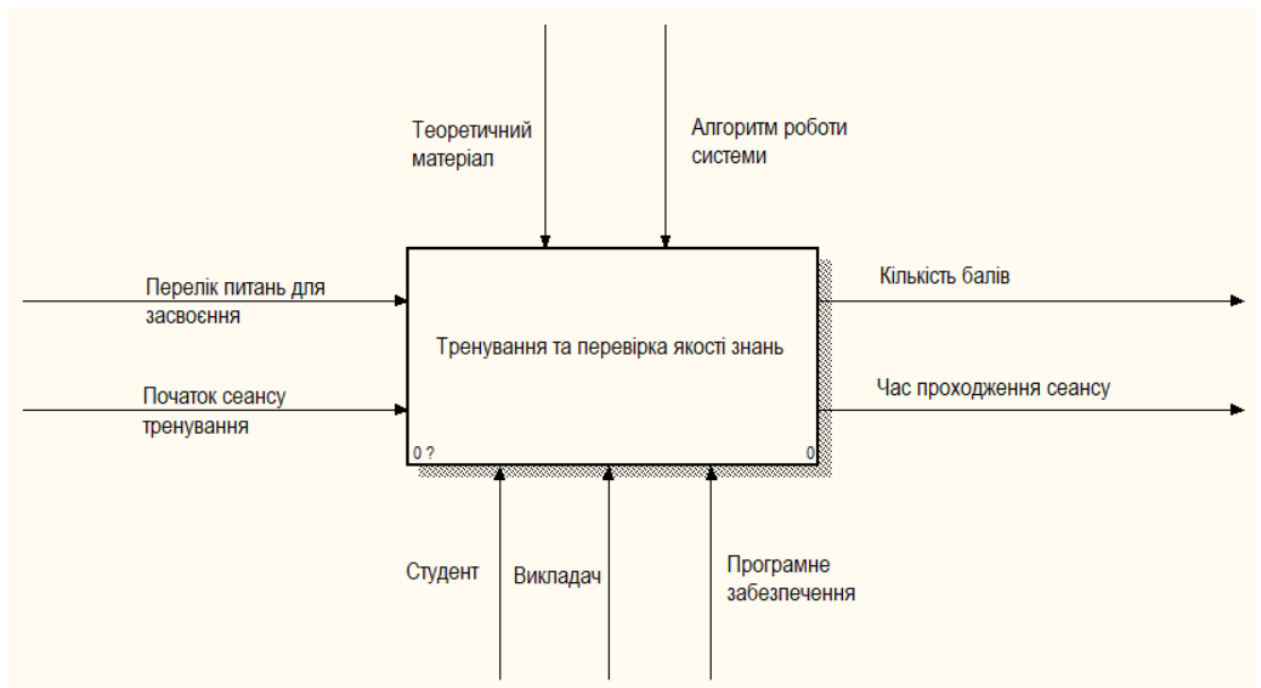 Теоретичний
матеріал
Алгоритм роботи
системи
Перелік питань для
засвоєння
Кількість балів
Тренування та перевірка якості знань
Початок сеансу
тренування
Час проходження сеансу
0 ?
0
Студент
Викладач
Програмне
забезпечення